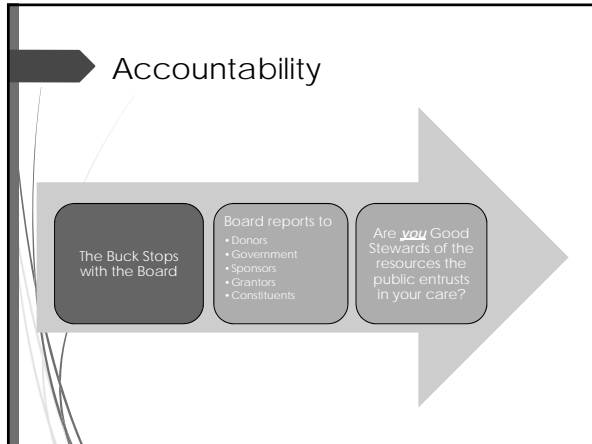 Accountability
The Buck Stops
with the Board
Board reports to
•Donors
•Government
•Sponsors
•Grantors
•Constituents
Are you Good
Stewards of the
resources the
public entrusts
in your care?